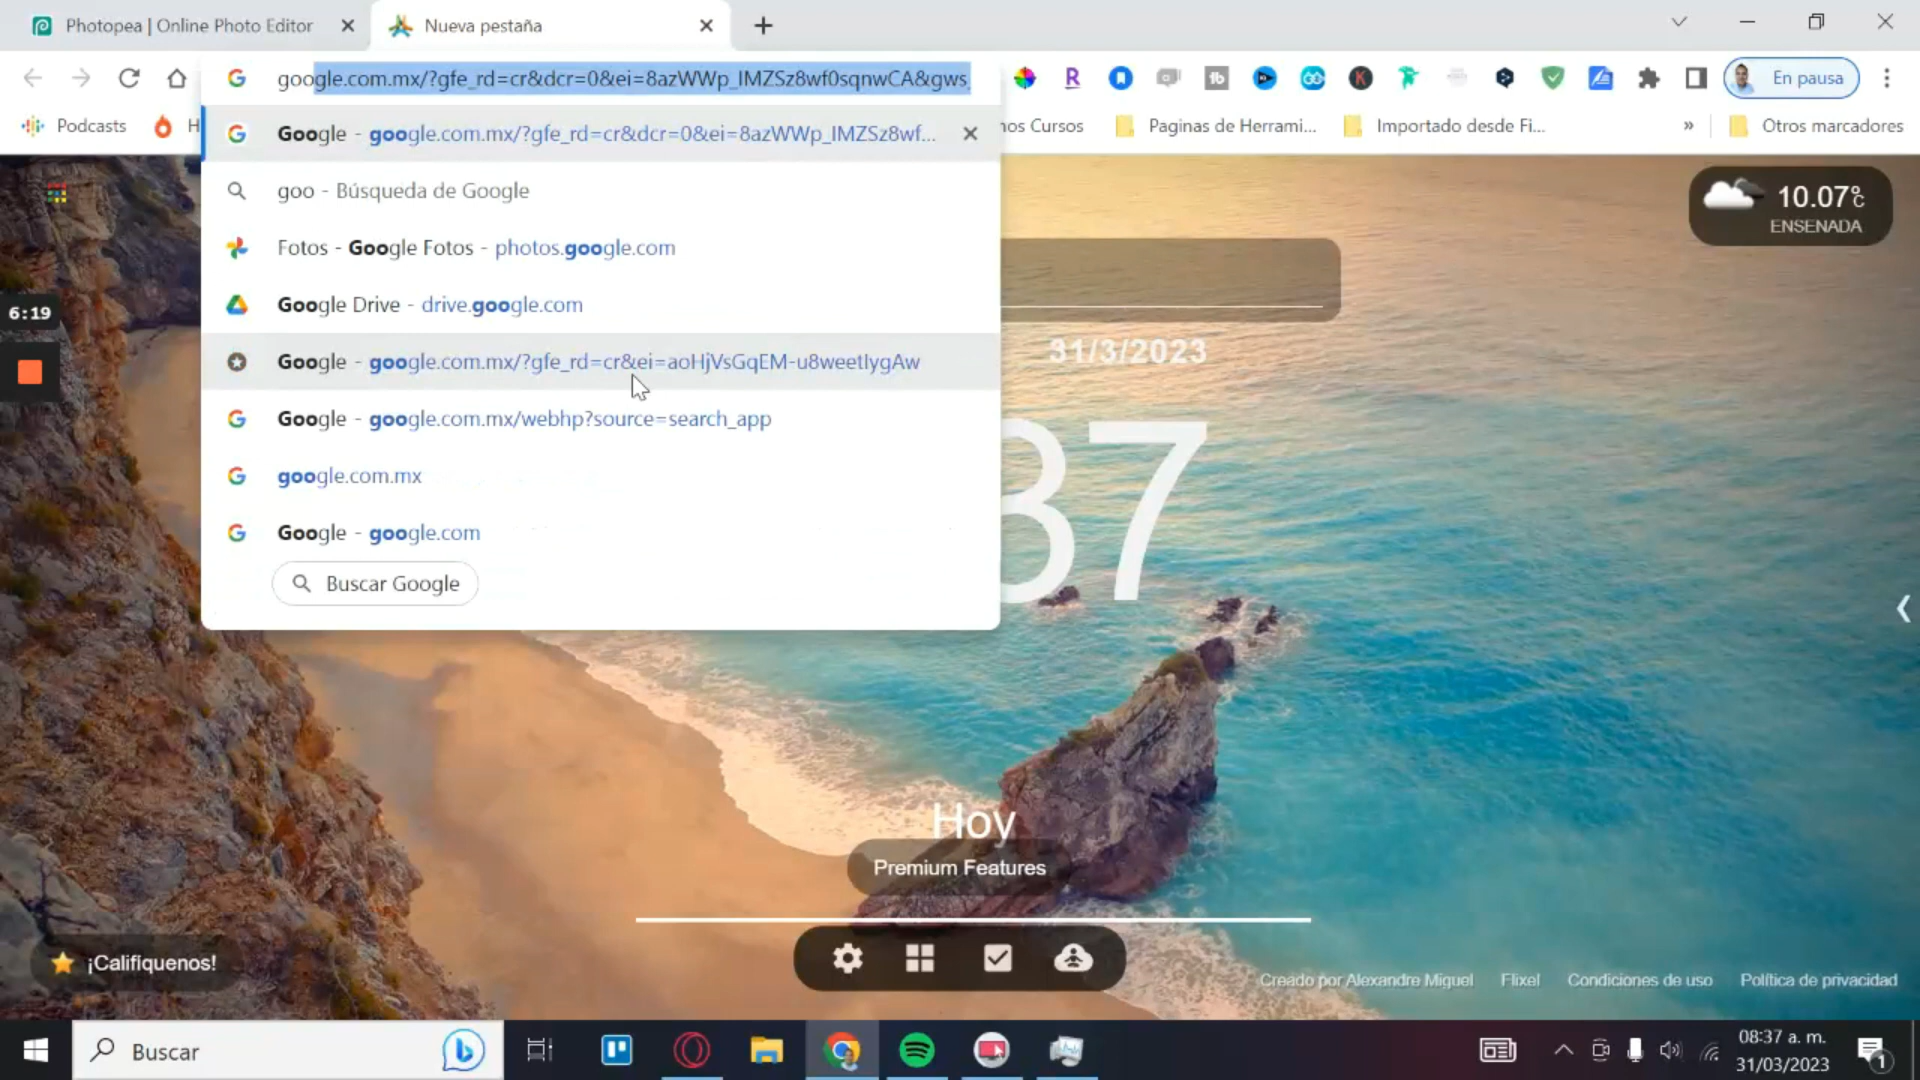 Photopea | Online Photo Editor
Nueva pestaña
google.com.mx/?gfe_rd=cr&dcr=0&ei=8azWWp_IMZSz8wf0sqnwCA&gws_
En pausa
Podcasts
H
nos Cursos
Paginas de Herrami...
Importado desde Fi...
»
Otros marcadores
Google - google.com.mx/?gfe_rd=cr&dcr=0&ei=8azWWp_IMZSz8wf...
goo - Búsqueda de Google
Fotos - Google Fotos - photos.google.com
Google Drive - drive.google.com
Google - google.com.mx/?gfe_rd=cr&ei=aoHjVsGqEM-u8weetIygAw
Google - google.com.mx/webhp?source=search_app
google.com.mx
Google - google.com
Buscar Google
10.07°c
ENSENADA
6:19
31/3/2023
37
Hoy
Premium Features
¡Califiquenos!
Creado por Alexandre Miguel
Flixel
Condiciones de uso
Política de privacidad
Buscar
08:37 a. m.
31/03/2023
1